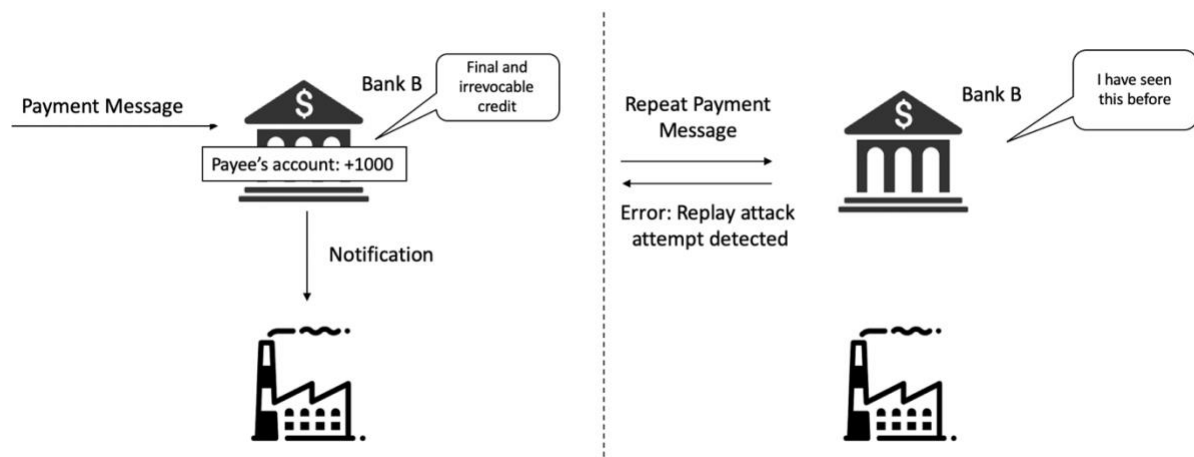 Payment Message
$
Bank B
Final and
irrevocable
credit
Payee's account: +1000
Notification
Repeat Payment
Message
Error: Replay attack
attempt detected
$
Bank B
I have seen
this before